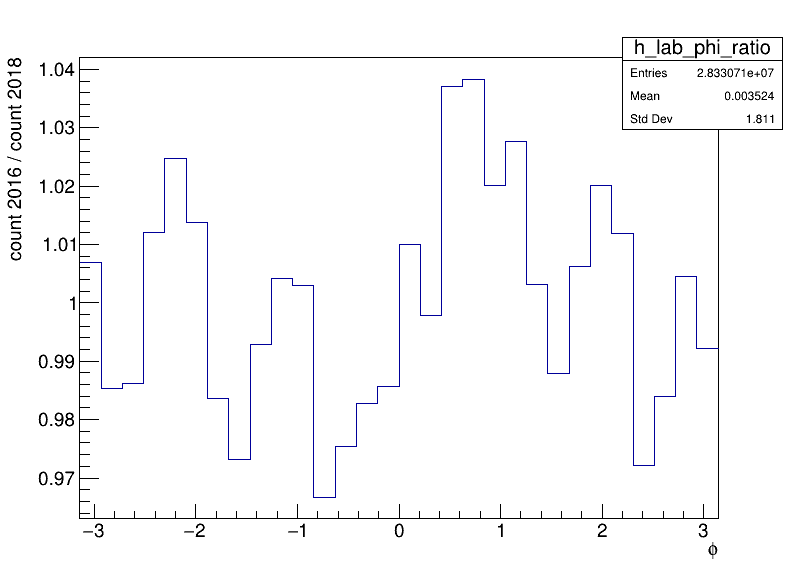 h_lab_phi_ratio
Entries 2.833071e+07
Mean 0.003524
Std Dev 1.811
count 2016 / count 2018
1.04
1.03
1.02
1.01
1
0.99
0.98
0.97
−3 −2 −1 0 1 2 3
ϕ